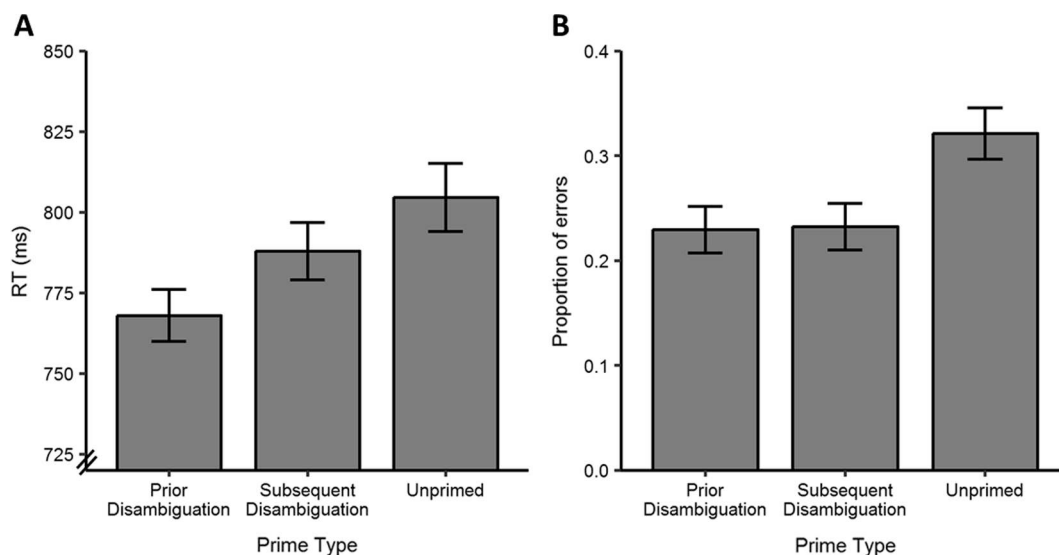 A
850
825
800
775
750
725
RT (ms)
Prior
Disambiguation
Subsequent
Disambiguation
Unprimed
Prime Type
B
0.4
0.3
0.2
0.1
0.0
Proportion of errors
Prior
Disambiguation
Subsequent
Disambiguation
Unprimed
Prime Type